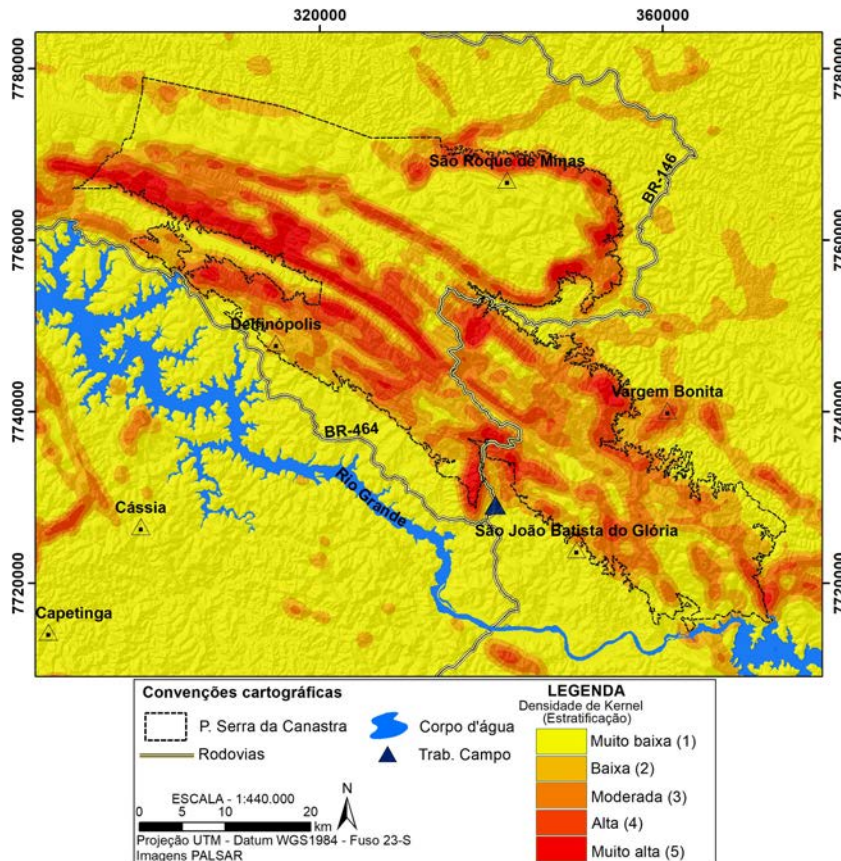 320000
360000
7780000
7780000
São Roque de Minas
BR-146
7760000
7760000
Delfinópolis
Vargem Bonita
7740000
7740000
BR-464
Rio Grande
Cássia
São João Batista do Glória
7720000
7720000
Capetinga
Convenções cartográficas
P. Serra da Canastra
Corpo d'água
Rodovias
Trab. Campo
ESCALA - 1:440.000
N
0 5 10 20
km
Projeção UTM - Datum WGS1984 - Fuso 23-S
Imagens PALSAR
LEGENDA
Densidade de Kernel
(Estratificação)
Muito baixa (1)
Baixa (2)
Moderada (3)
Alta (4)
Muito alta (5)